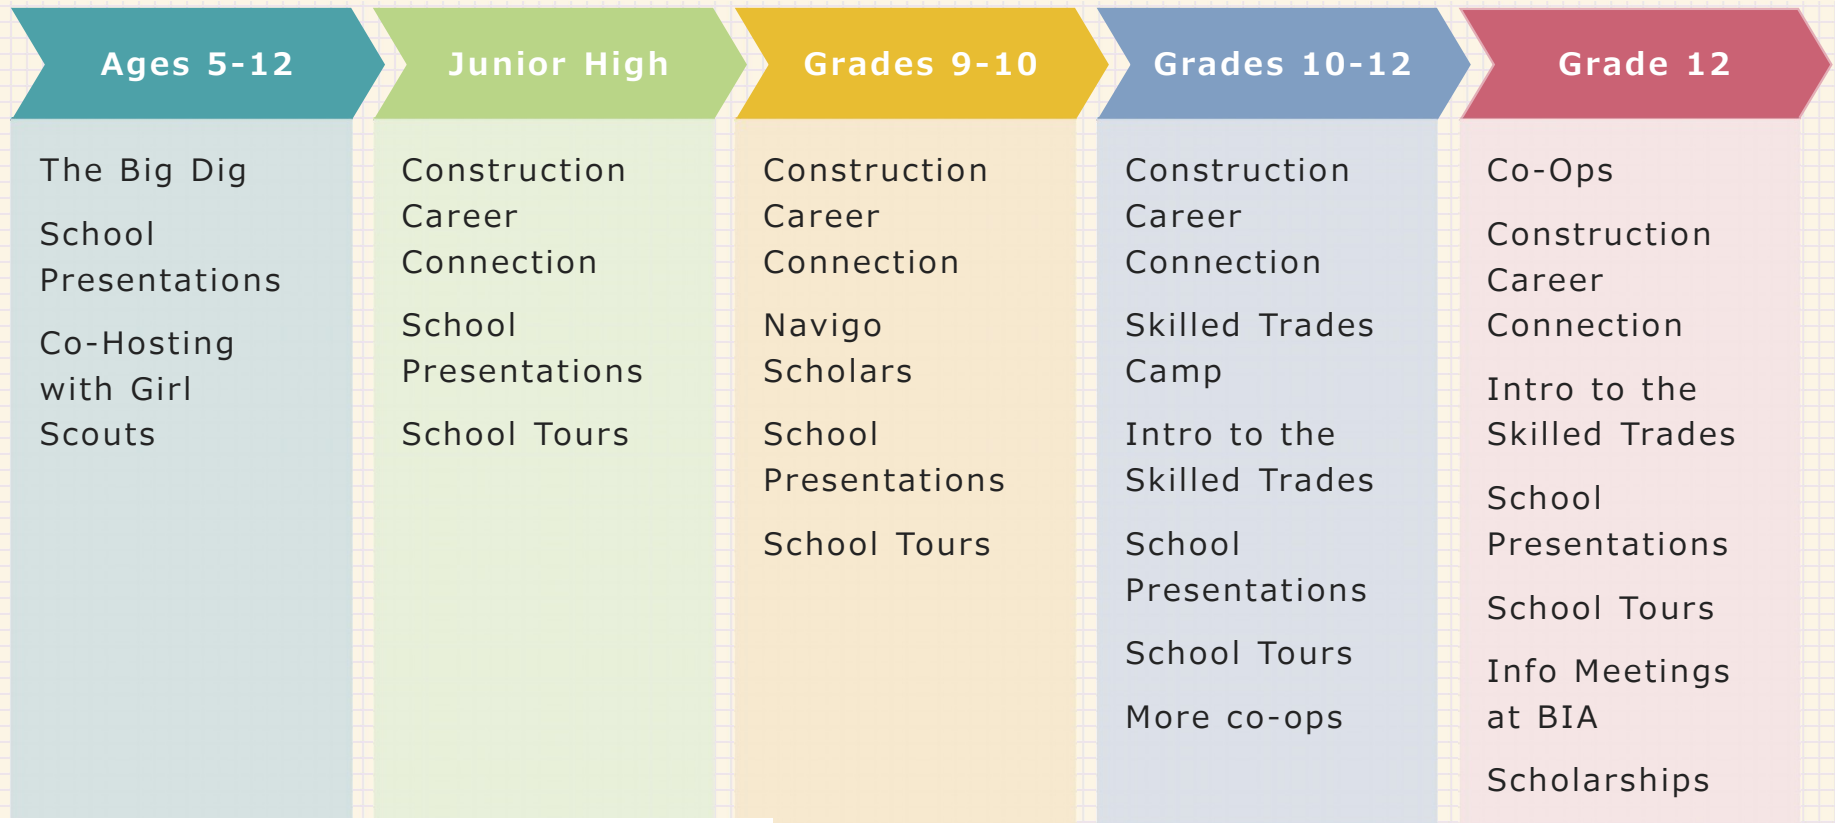 Ages 5-12
The Big Dig
School
Presentations
Co-Hosting
with Girl
Scouts
Junior High
Construction
Career
Connection
School
Presentations
School Tours
Grades 9-10
Construction
Career
Connection
Navigo
Scholars
School
Presentations
School Tours
Grades 10-12
Construction
Career
Connection
Skilled Trades
Camp
Intro to the
Skilled Trades
School
Presentations
School Tours
More co-ops
Grade 12
Co-Ops
Construction
Career
Connection
Intro to the
Skilled Trades
School
Presentations
School Tours
Info Meetings
at BIA
Scholarships